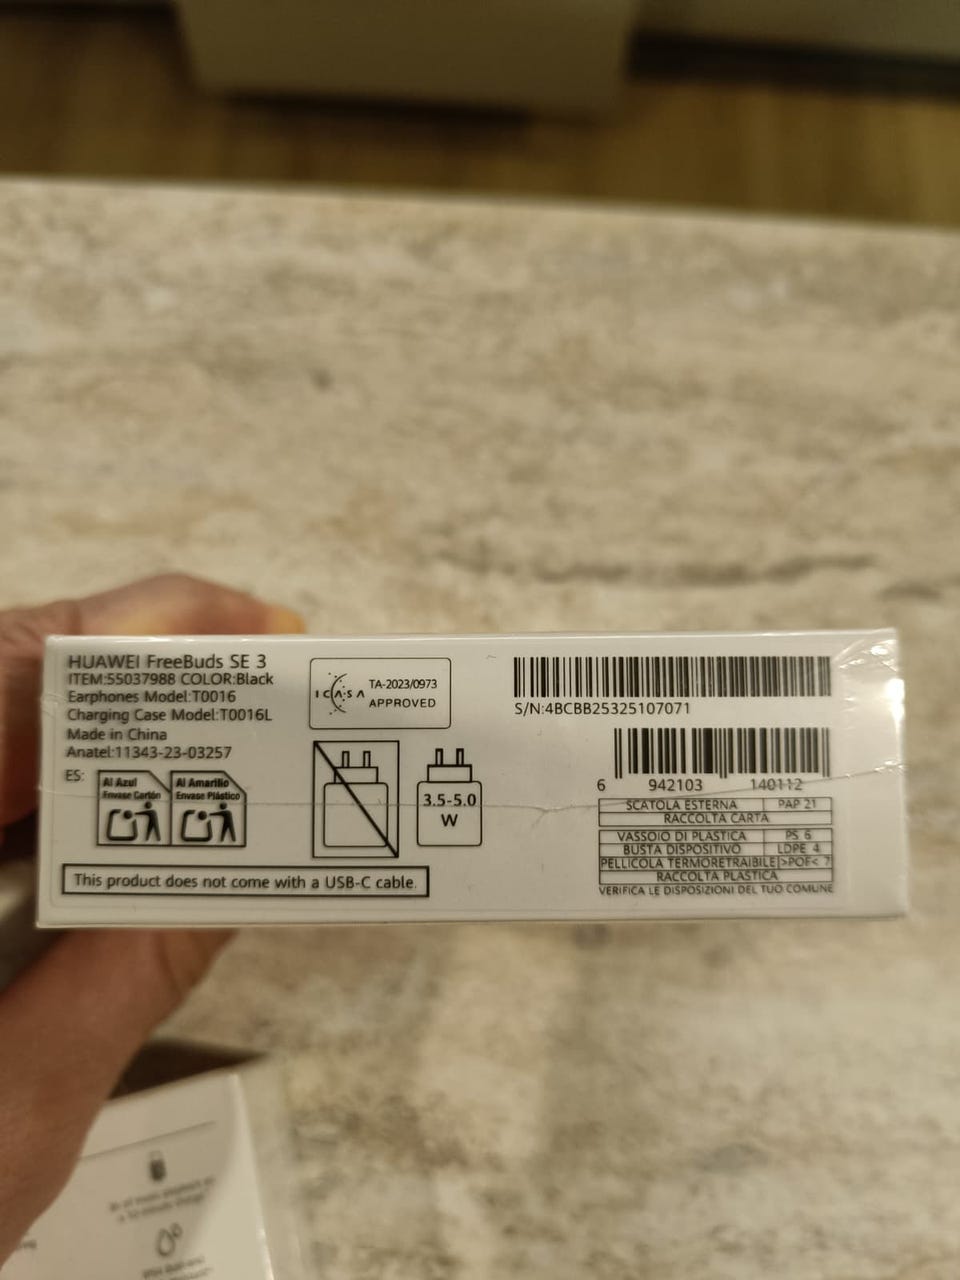 HUAWEI FreeBuds SE 3
ITEM:55037988 COLOR:Black
Earphones Model:T0016
Charging Case Model:T0016L
Made in China
Anatel:11343-23-03257
ES:
Al Azul
Envase Cartón
Al Amarillo
Envase Plástico
This product does not come with a USB-C cable.
ICASA
TA-2023/0973
APPROVED
3.5-5.0
W
S/N:4BCBB25325107071
6 942103 140112
SCATOLA ESTERNA PAP 21
RACCOLTA CARTA
VASSOIO DI PLASTICA PS 6
BUSTA DISPOSITIVO LDPE 4
PELLICOLA TERMORETRAIBILE >POF< 7
RACCOLTA PLASTICA
VERIFICA LE DISPOSIZIONI DEL TUO COMUNE